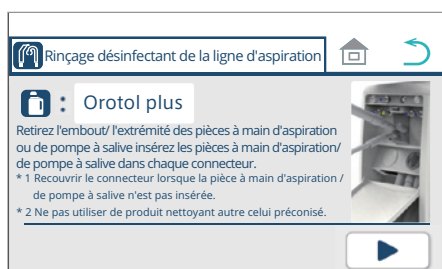 Rinçage désinfectant de la ligne d'aspiration
: Orotol plus
Retirez l'embout/ l'extrémité des pièces à main d'aspiration
ou de pompe à salive insérez les pièces à main d'aspiration/
de pompe à salive dans chaque connecteur.
* 1 Recouvrir le connecteur lorsque la pièce à main d'aspiration /
de pompe à salive n'est pas insérée.
* 2 Ne pas utiliser de produit nettoyant autre celui préconisé.